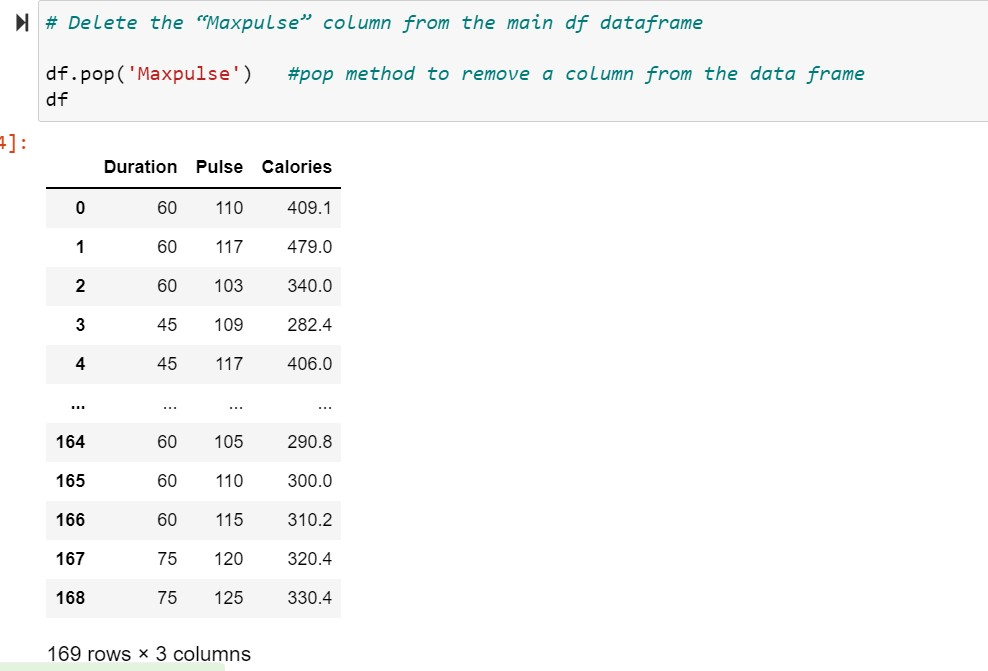 # Delete the “Maxpulse” column from the main df dataframe
df.pop('Maxpulse')   #pop method to remove a column from the data frame
df
4]:
Duration Pulse Calories
0 60 110 409.1
1 60 117 479.0
2 60 103 340.0
3 45 109 282.4
4 45 117 406.0
... ... ... ...
164 60 105 290.8
165 60 110 300.0
166 60 115 310.2
167 75 120 320.4
168 75 125 330.4
169 rows × 3 columns